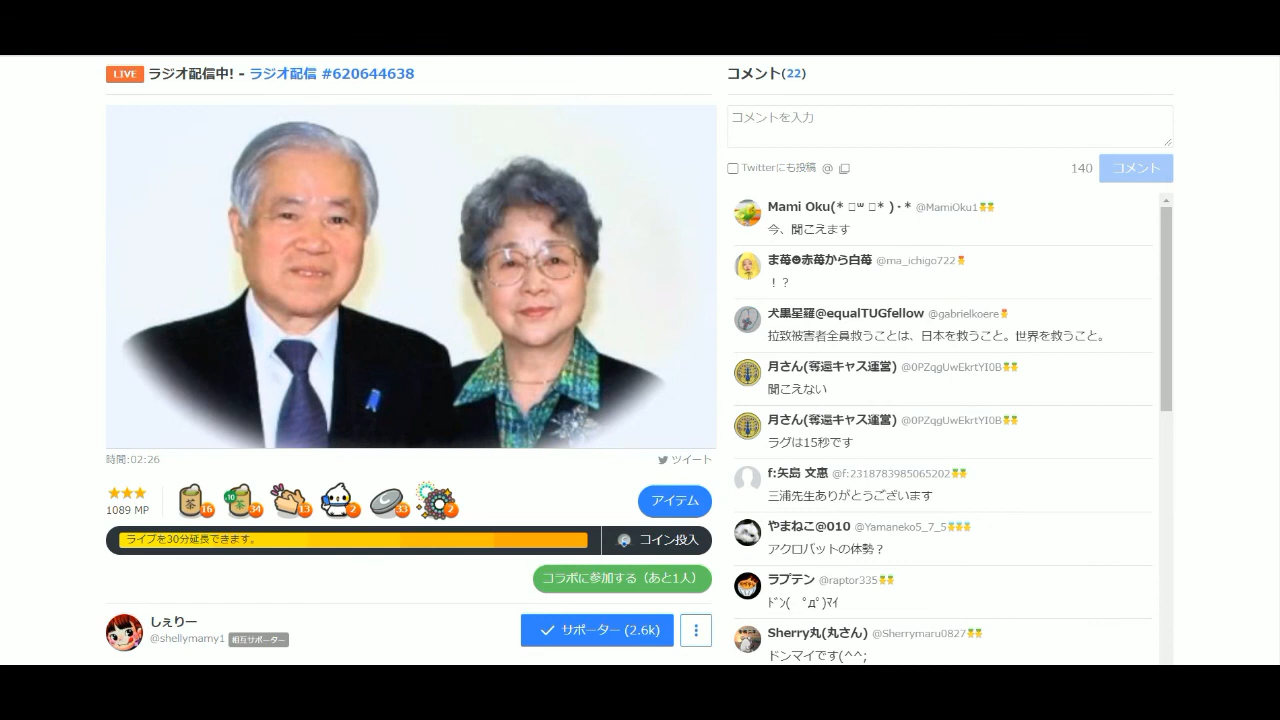 LIVE ラジオ配信中! - ラジオ配信 #620644638
時間:02:26
ツイート
1089 MP
茶 16
+10 茶 34
13
2
33
2
アイテム
ライブを30分延長できます。
コイン投入
コラボに参加する(あと1人)
しぇりー
@shellymamy1 相互サポーター
サポーター (2.6k)
コメント(22)
コメントを入力
Twitterにも投稿 @
140 コメント
Mami Oku @MamiOku1
今、聞こえます
ま苺赤苺から白苺 @ma_ichigo722
！？
犬黒星羅@equalTUGfellow @gabrielkoere
拉致被害者全員救うことは、日本を救うこと。世界を救うこと。
月さん(奪還キャス運営) @0PZqgUwEkrtYI0B
聞こえない
月さん(奪還キャス運営) @0PZqgUwEkrtYI0B
ラグは15秒です
f:矢島 文恵 @f:2318783985065202
三浦先生ありがとうございます
やまねこ@010 @Yamaneko5_7_5
アクロバットの体勢？
ラプテン @raptor335
ﾄﾞﾝ(　ﾟдﾟ)ﾏｲ
Sherry丸(丸さん) @Sherrymaru0827
ドンマイです(^^;